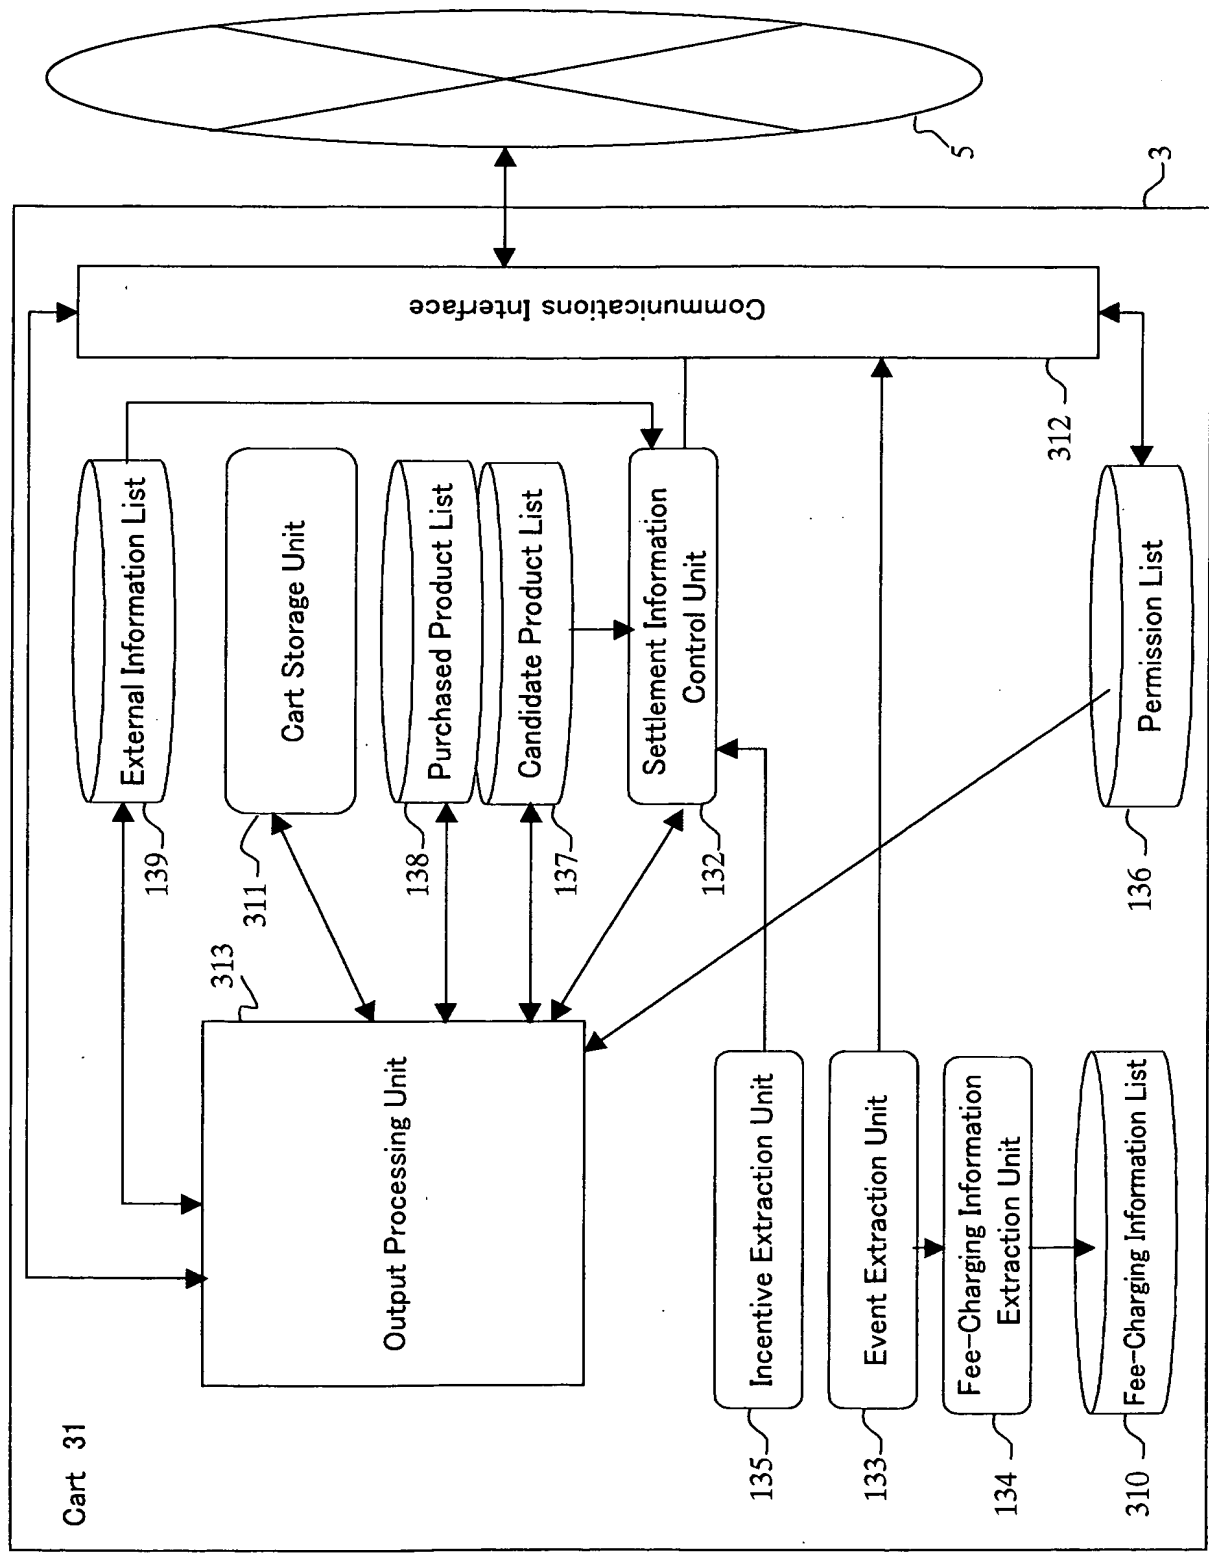 Cart 31
Output Processing Unit
313
External Information List
139
Cart Storage Unit
311
Purchased Product List
138
Candidate Product List
137
Settlement Information
Control Unit
132
Communications Interface
312
5
3
Incentive Extraction Unit
135
Event Extraction Unit
133
Fee-Charging Information
Extraction Unit
134
Fee-Charging Information List
310
Permission List
136